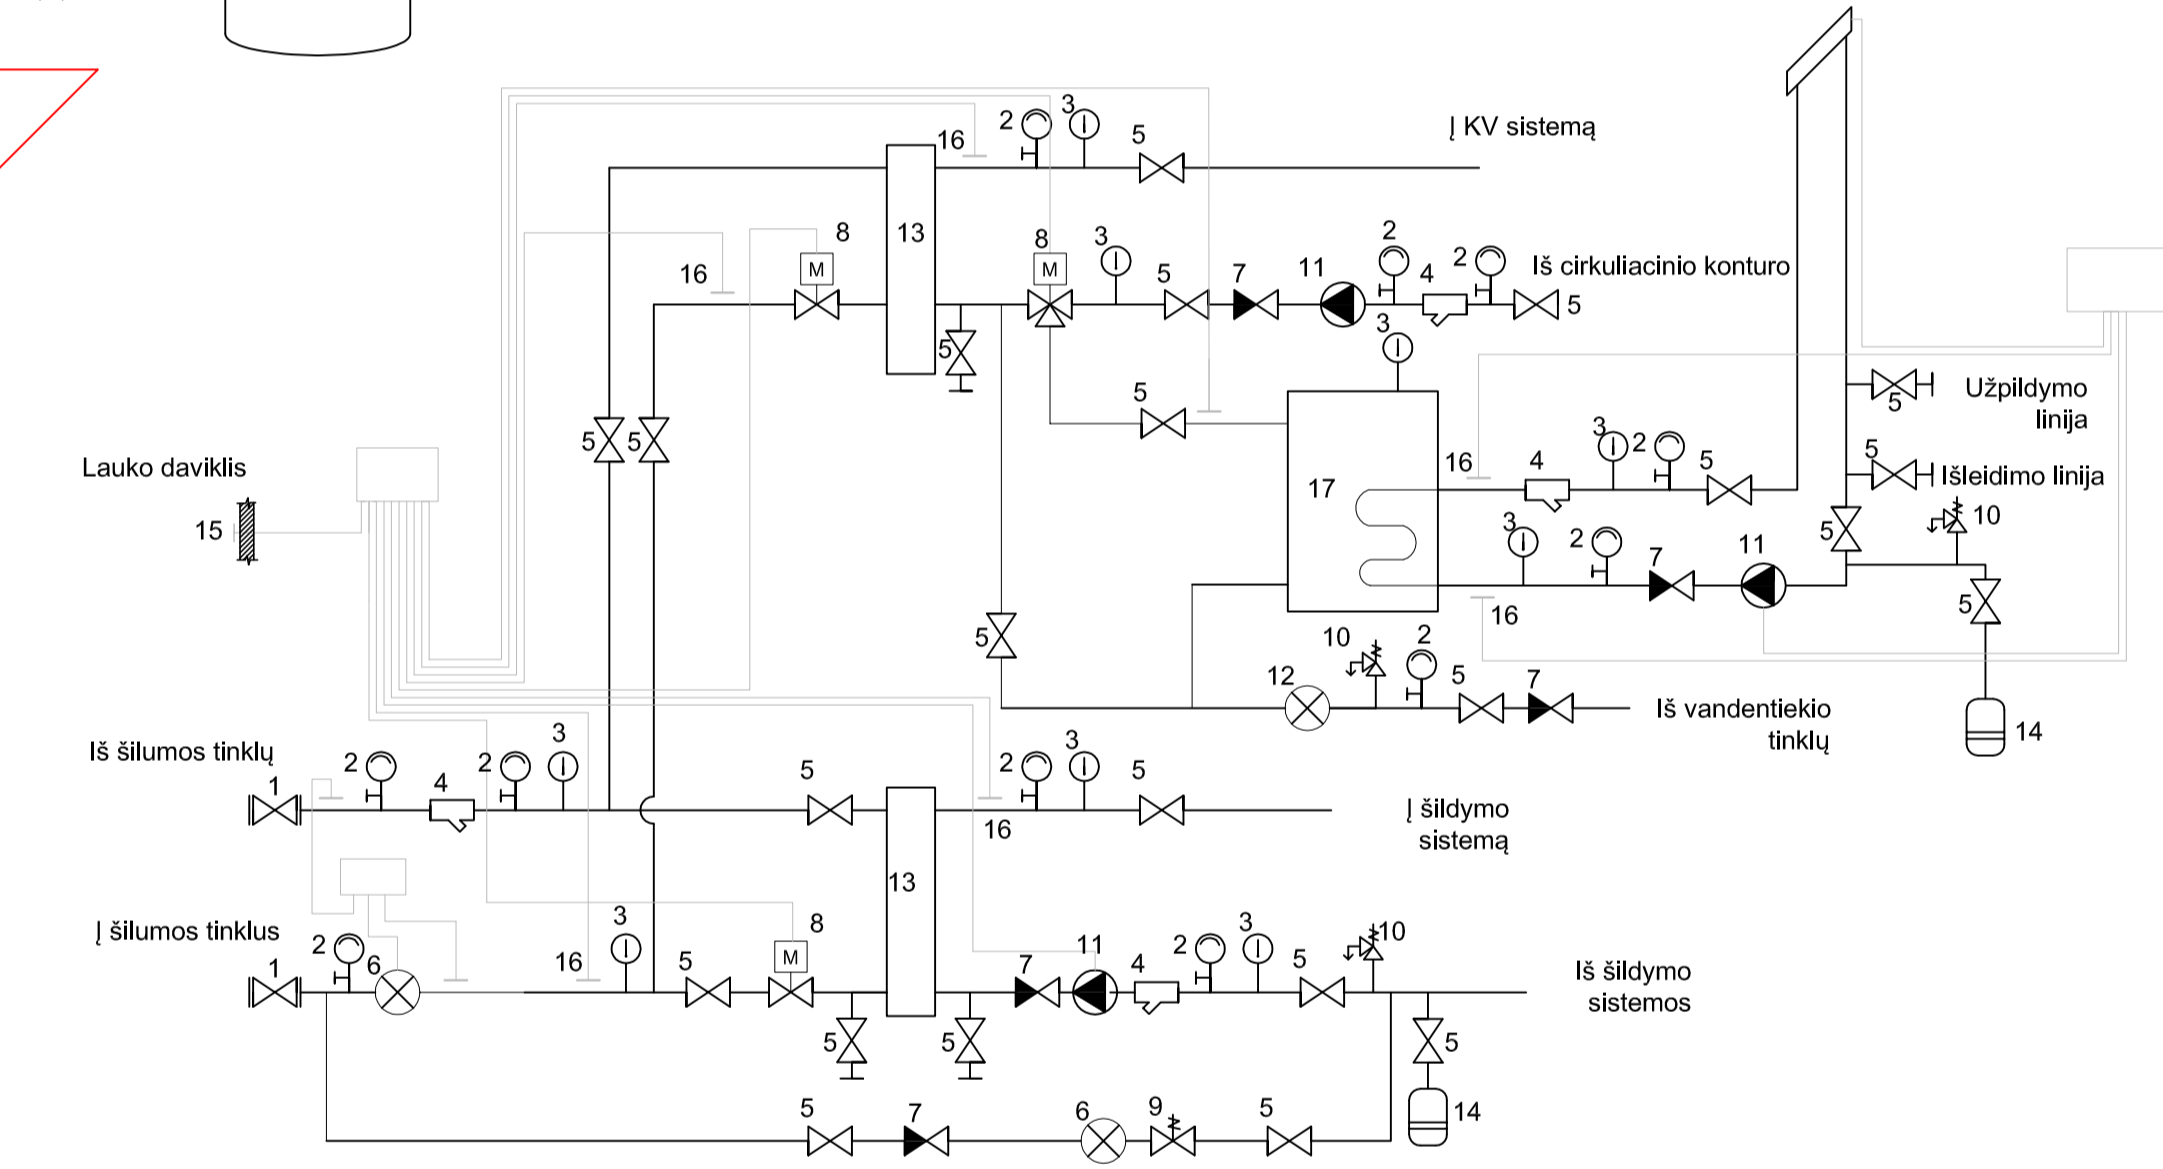 2 3 5 Į KV sistemą
16
8 13 8 3 2
M M 16 5 7 11 4 2 Iš cirkuliacinio konturo
5
3
5
5
Užpildymo
5 linija
5 5
3 2 5
Lauko daviklis 16 4 5 Išleidimo linija
17
15 10
3 2 7 11 5
5
16
5 10 2
12 5 7
Iš vandentiekio
tinklų
14
Iš šilumos tinklų
1 2 4 2 3 5 2 3 5
Į šildymo
16 sistemą
13
Į šilumos tinklus
1 2 6 16 3 5 8 M 7 11 4 2 3 5 10
Iš šildymo
sistemos
5 5 5
14
5 7 6 9 5